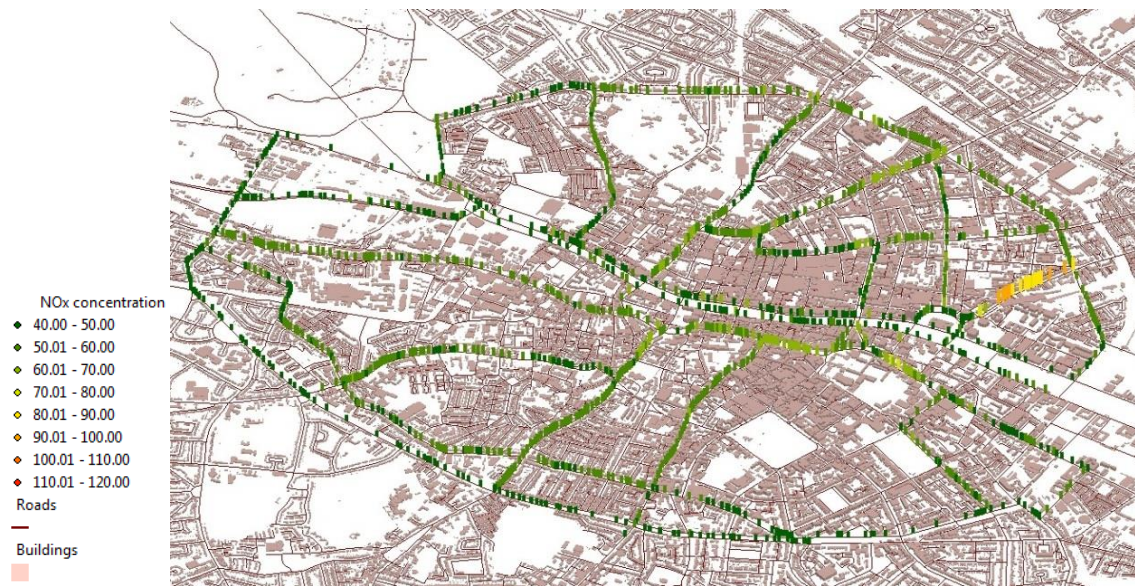 NOx concentration
40.00 - 50.00
50.01 - 60.00
60.01 - 70.00
70.01 - 80.00
80.01 - 90.00
90.01 - 100.00
100.01 - 110.00
110.01 - 120.00
Roads
Buildings